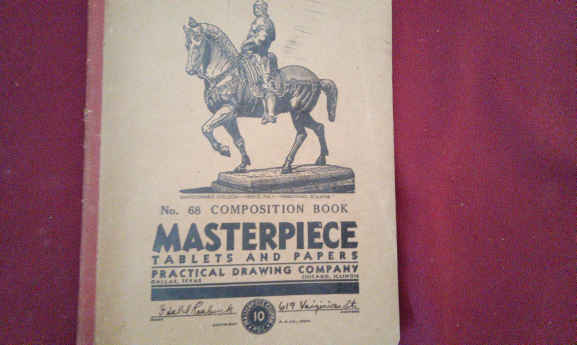 No. 68 COMPOSITION BOOK
MASTERPIECE
TABLETS AND PAPERS
PRACTICAL DRAWING COMPANY
DALLAS, TEXAS CHICAGO, ILLINOIS
10
619 Virginia St.